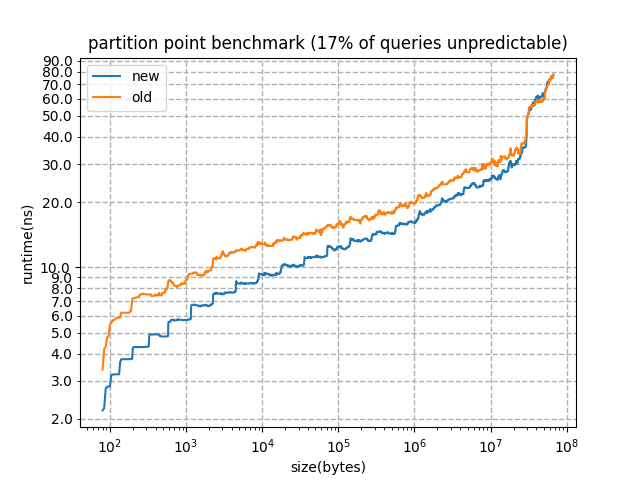 partition point benchmark (17% of queries unpredictable)
new
old
runtime(ns)
90.0
80.0
70.0
60.0
50.0
40.0
30.0
20.0
10.0
9.0
8.0
7.0
6.0
5.0
4.0
3.0
2.0
10² 10³ 10⁴ 10⁵ 10⁶ 10⁷ 10⁸
size(bytes)